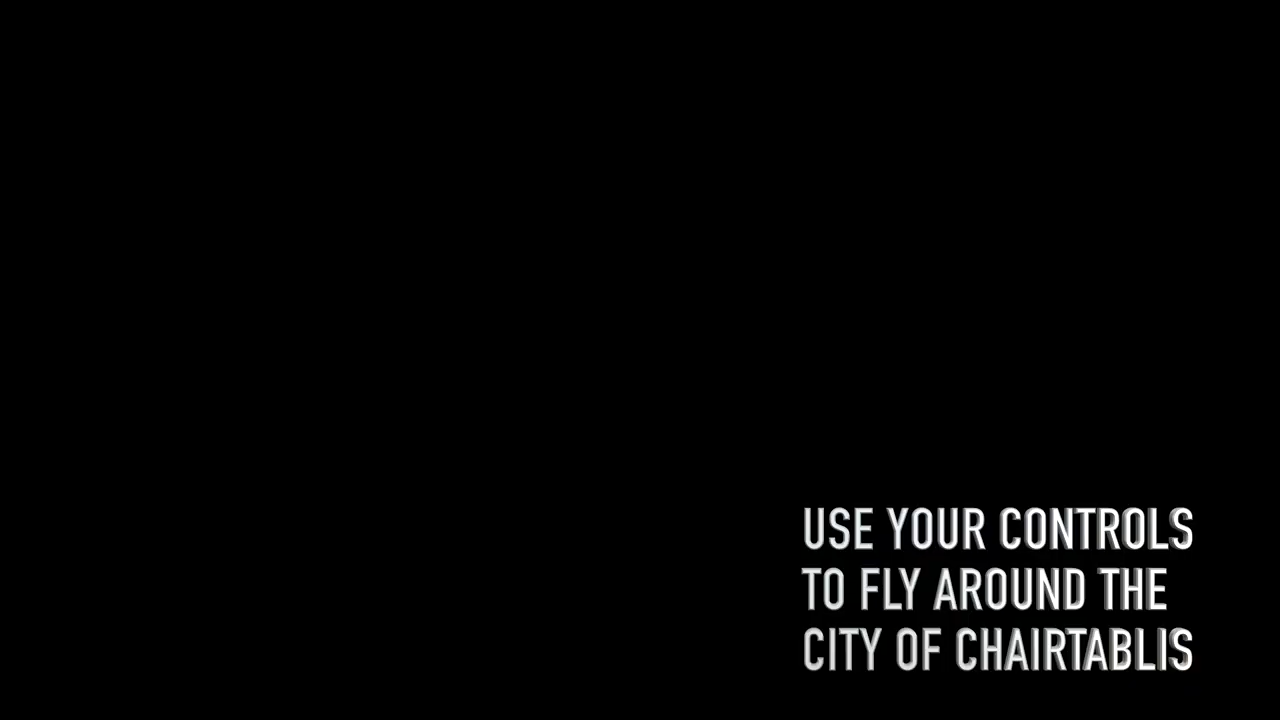 USE YOUR CONTROLS
TO FLY AROUND THE
CITY OF CHAIRTABLIS